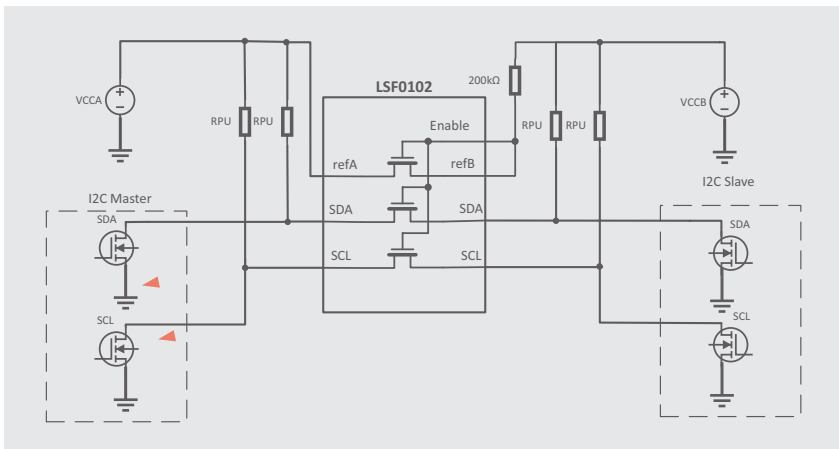 LSF0102
200kΩ
VCCA
VCCB
RPU RPU
RPU RPU
Enable
refA refB
I2C Master
I2C Slave
SDA
SDA SDA
SDA
SCL SCL
SCL
SCL